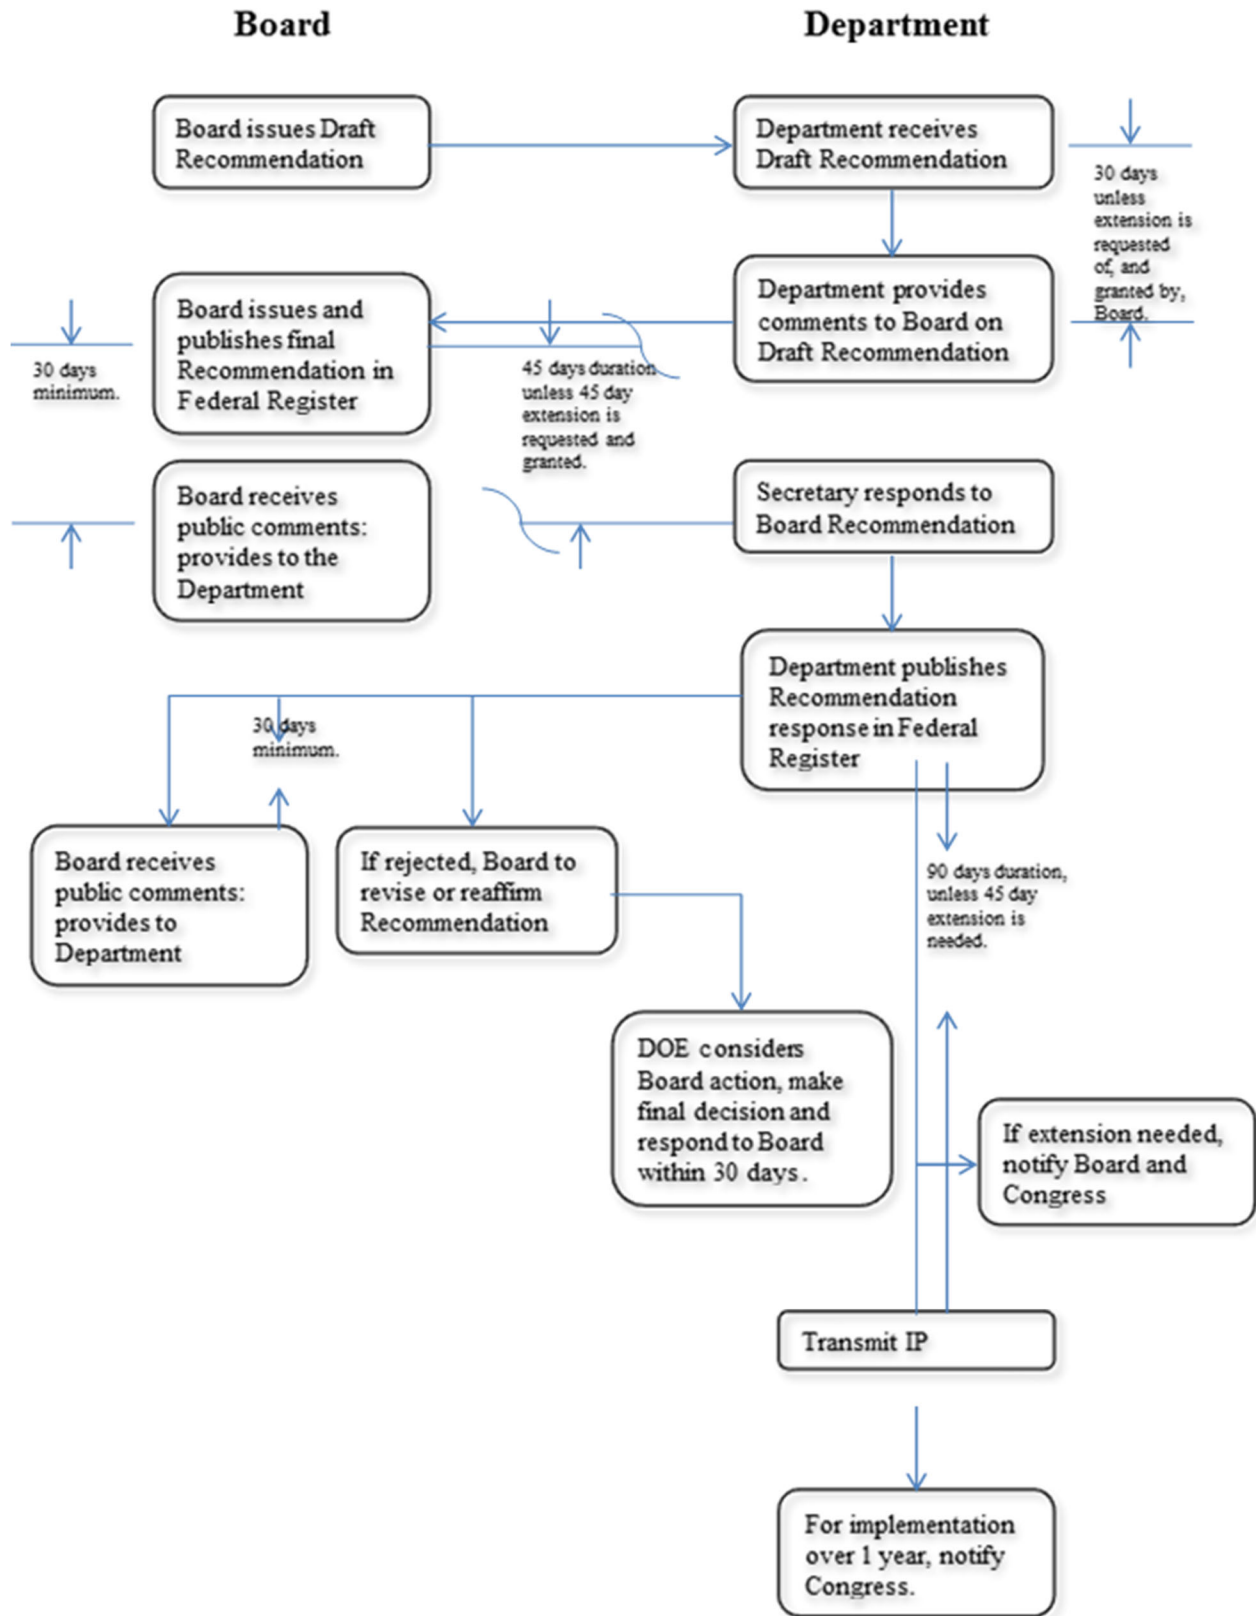 Board
Department
Board issues Draft
Recommendation
Department receives
Draft Recommendation
30 days
unless
extension is
requested
of, and
granted by,
Board.
Board issues and
publishes final
Recommendation in
Federal Register
Department provides
comments to Board on
Draft Recommendation
30 days
minimum.
45 days duration
unless 45 day
extension is
requested and
granted.
Board receives
public comments:
provides to the
Department
Secretary responds to
Board Recommendation
Department publishes
Recommendation
response in Federal
Register
30 days
minimum.
Board receives
public comments:
provides to
Department
If rejected, Board to
revise or reaffirm
Recommendation
90 days duration,
unless 45 day
extension is
needed.
DOE considers
Board action, make
final decision and
respond to Board
within 30 days.
If extension needed,
notify Board and
Congress
Transmit IP
For implementation
over 1 year, notify
Congress.